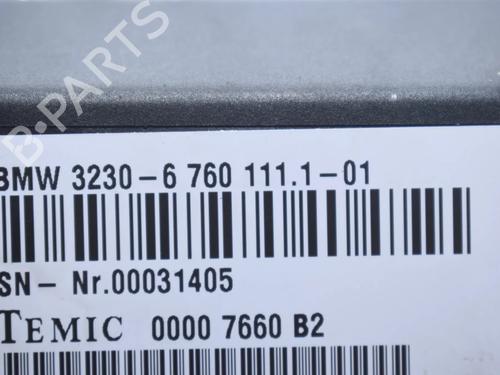 B-PARTS
BMW 3230-6 760 111.1-01
SN- Nr.00031405
TEMIC 0000 7660 B2